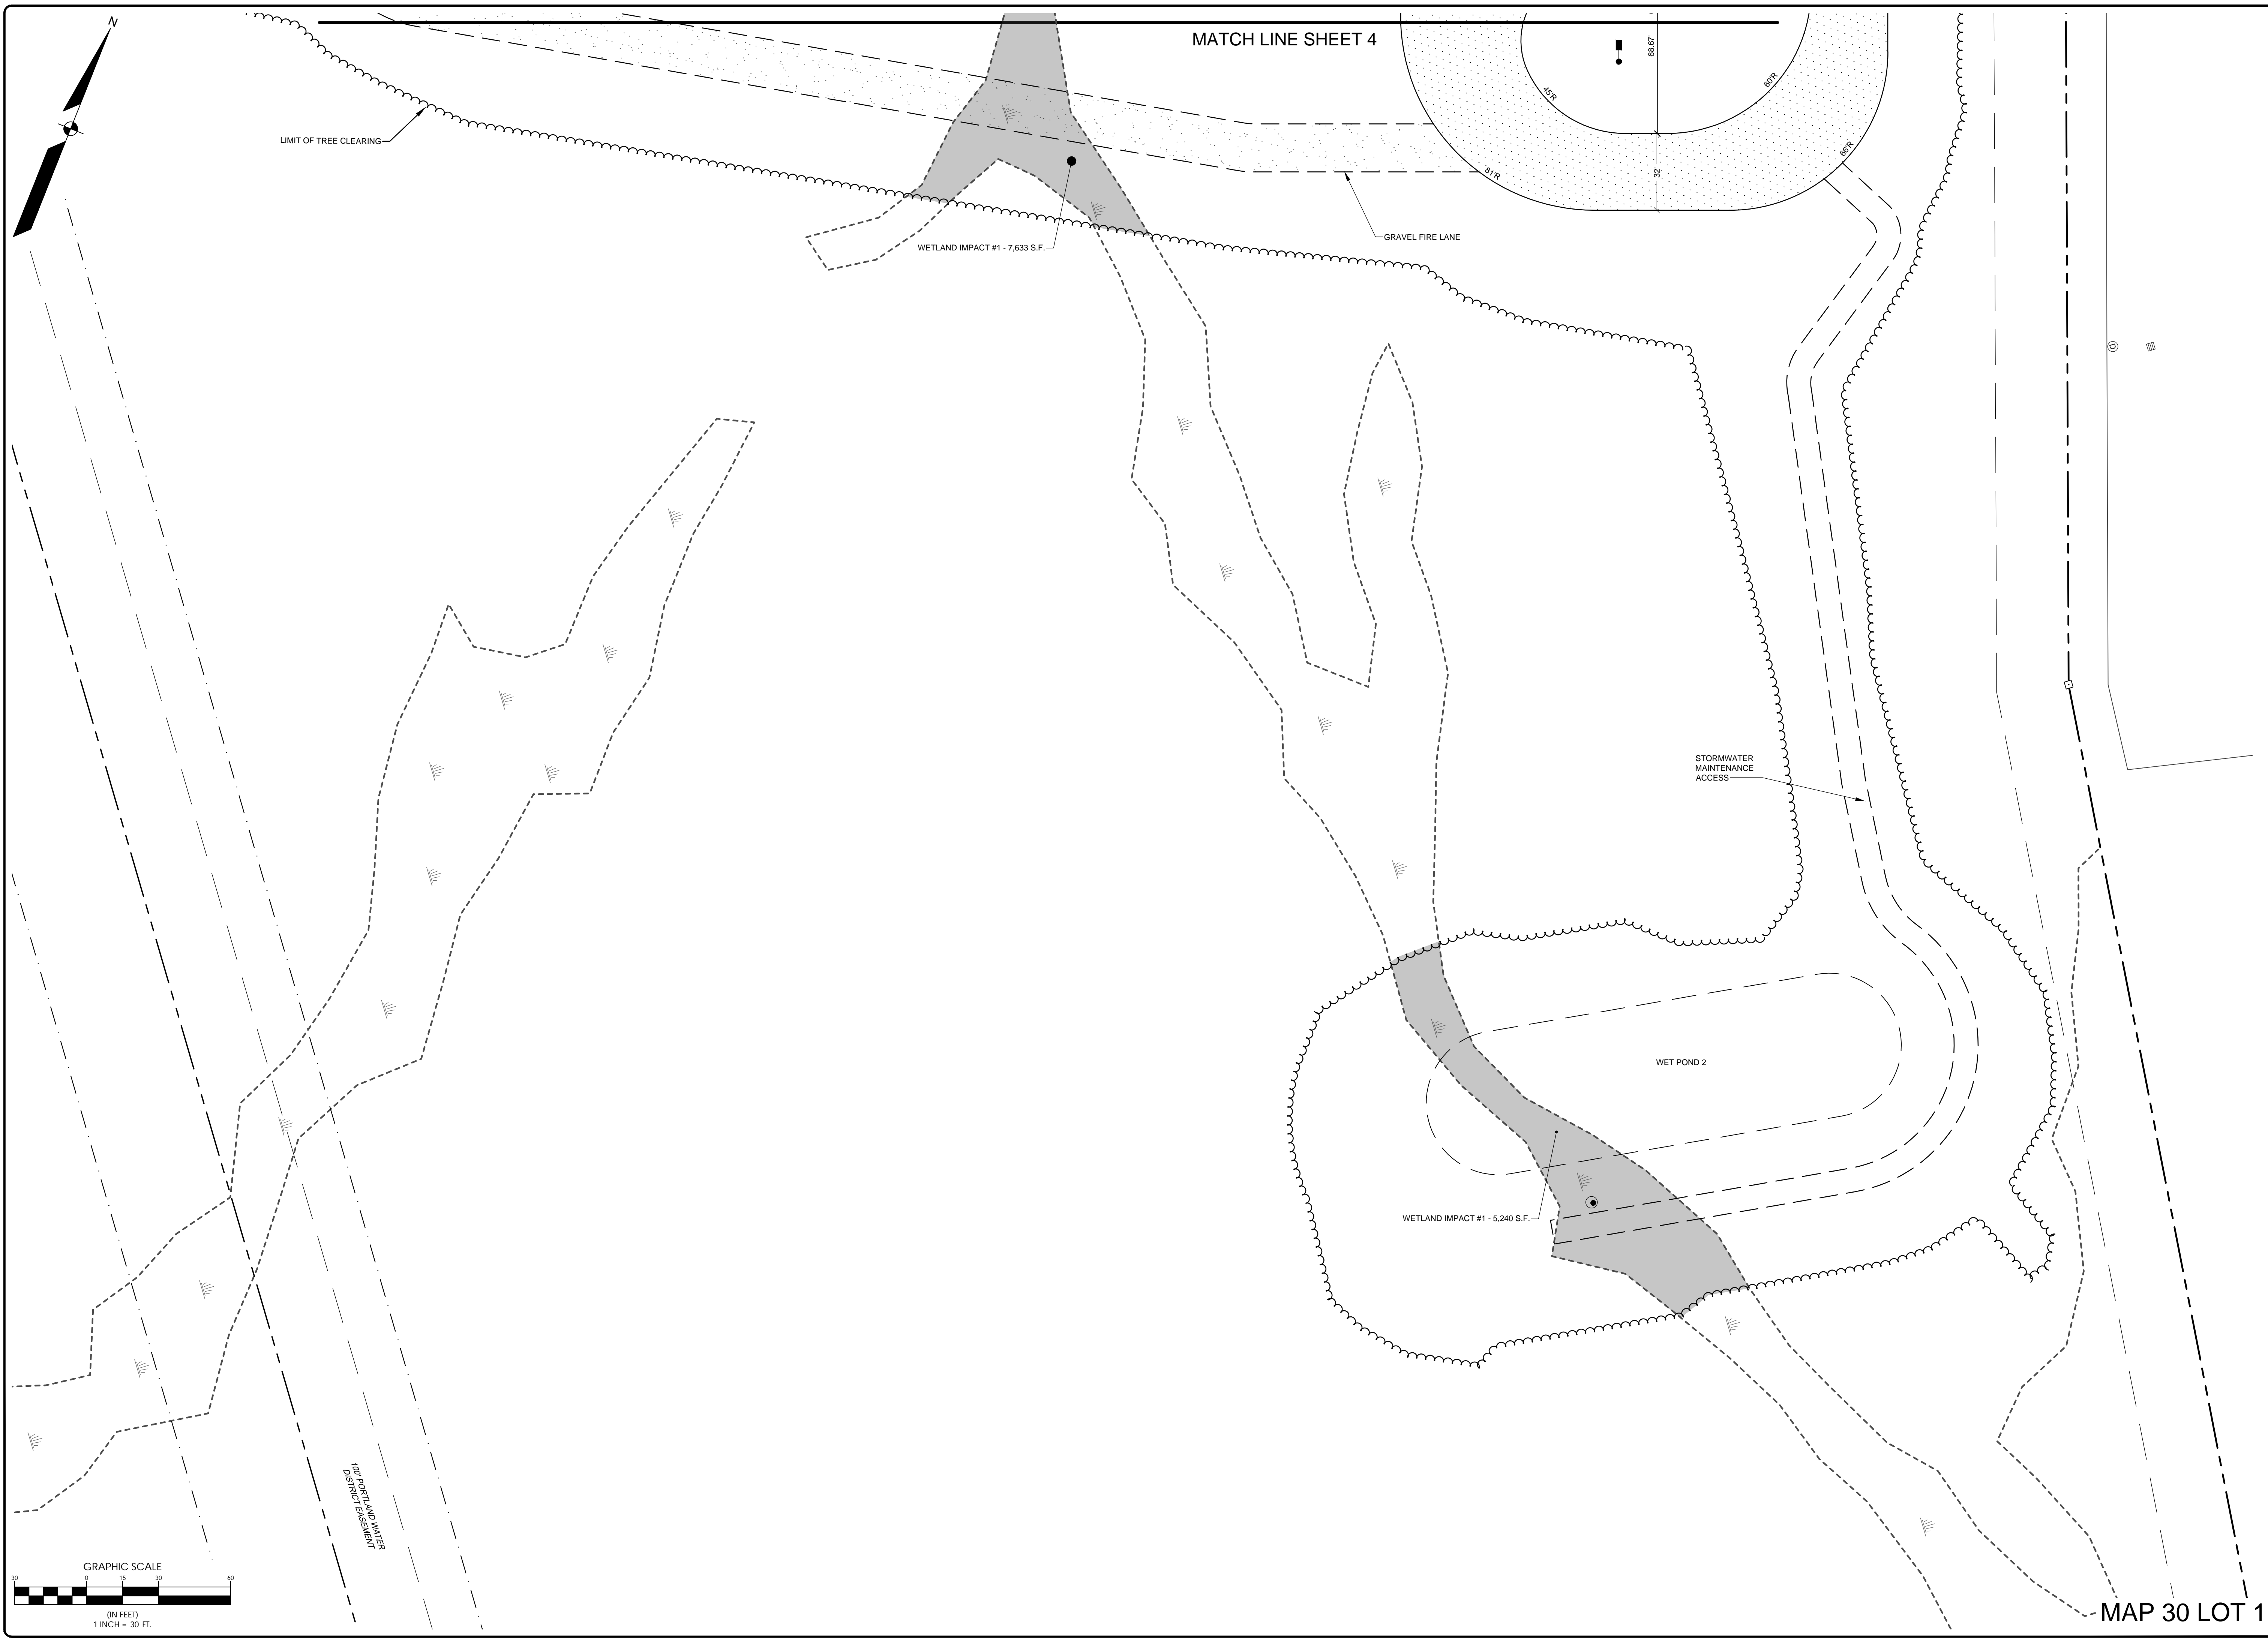 N
MATCH LINE SHEET 4
68.67'
45'R
60'R
LIMIT OF TREE CLEARING
81'R
32'
66'R
WETLAND IMPACT #1 - 7,633 S.F.
GRAVEL FIRE LANE
D
STORMWATER
MAINTENANCE
ACCESS
WET POND 2
WETLAND IMPACT #1 - 5,240 S.F.
100' PORTLAND WATER
DISTRICT EASEMENT
GRAPHIC SCALE
30 0 15 30 60
(IN FEET)
1 INCH = 30 FT.
MAP 30 LOT 1